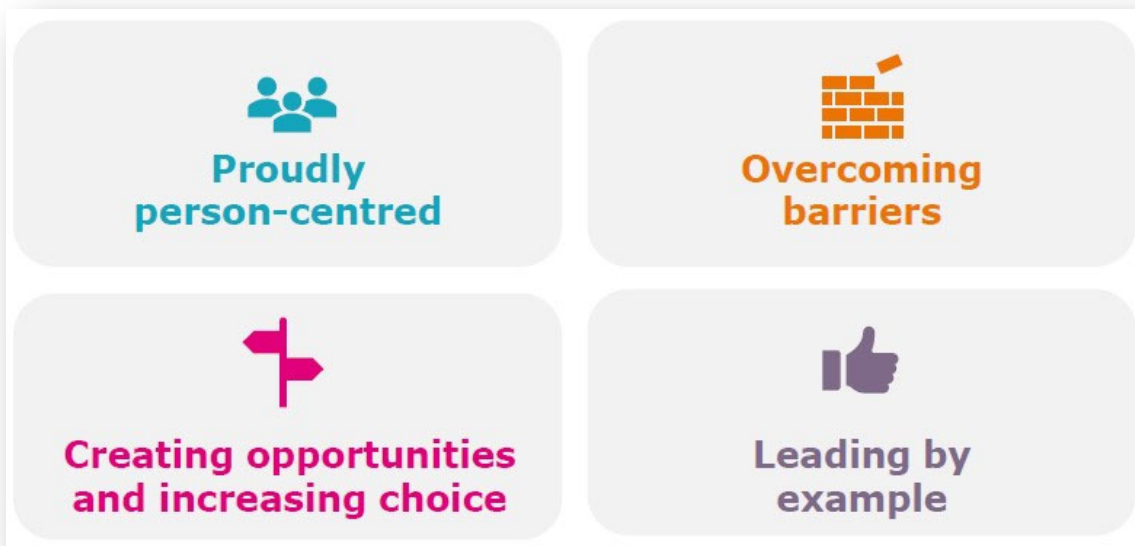 Proudly
person-centred
Overcoming
barriers
Creating opportunities
and increasing choice
Leading by
example